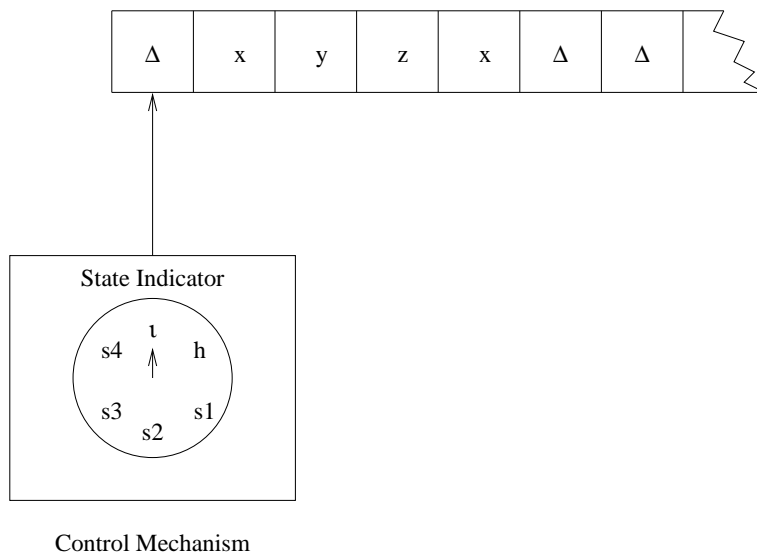 Δ x y z x Δ Δ
State Indicator
ι
s4 h
s3 s1
s2
Control Mechanism